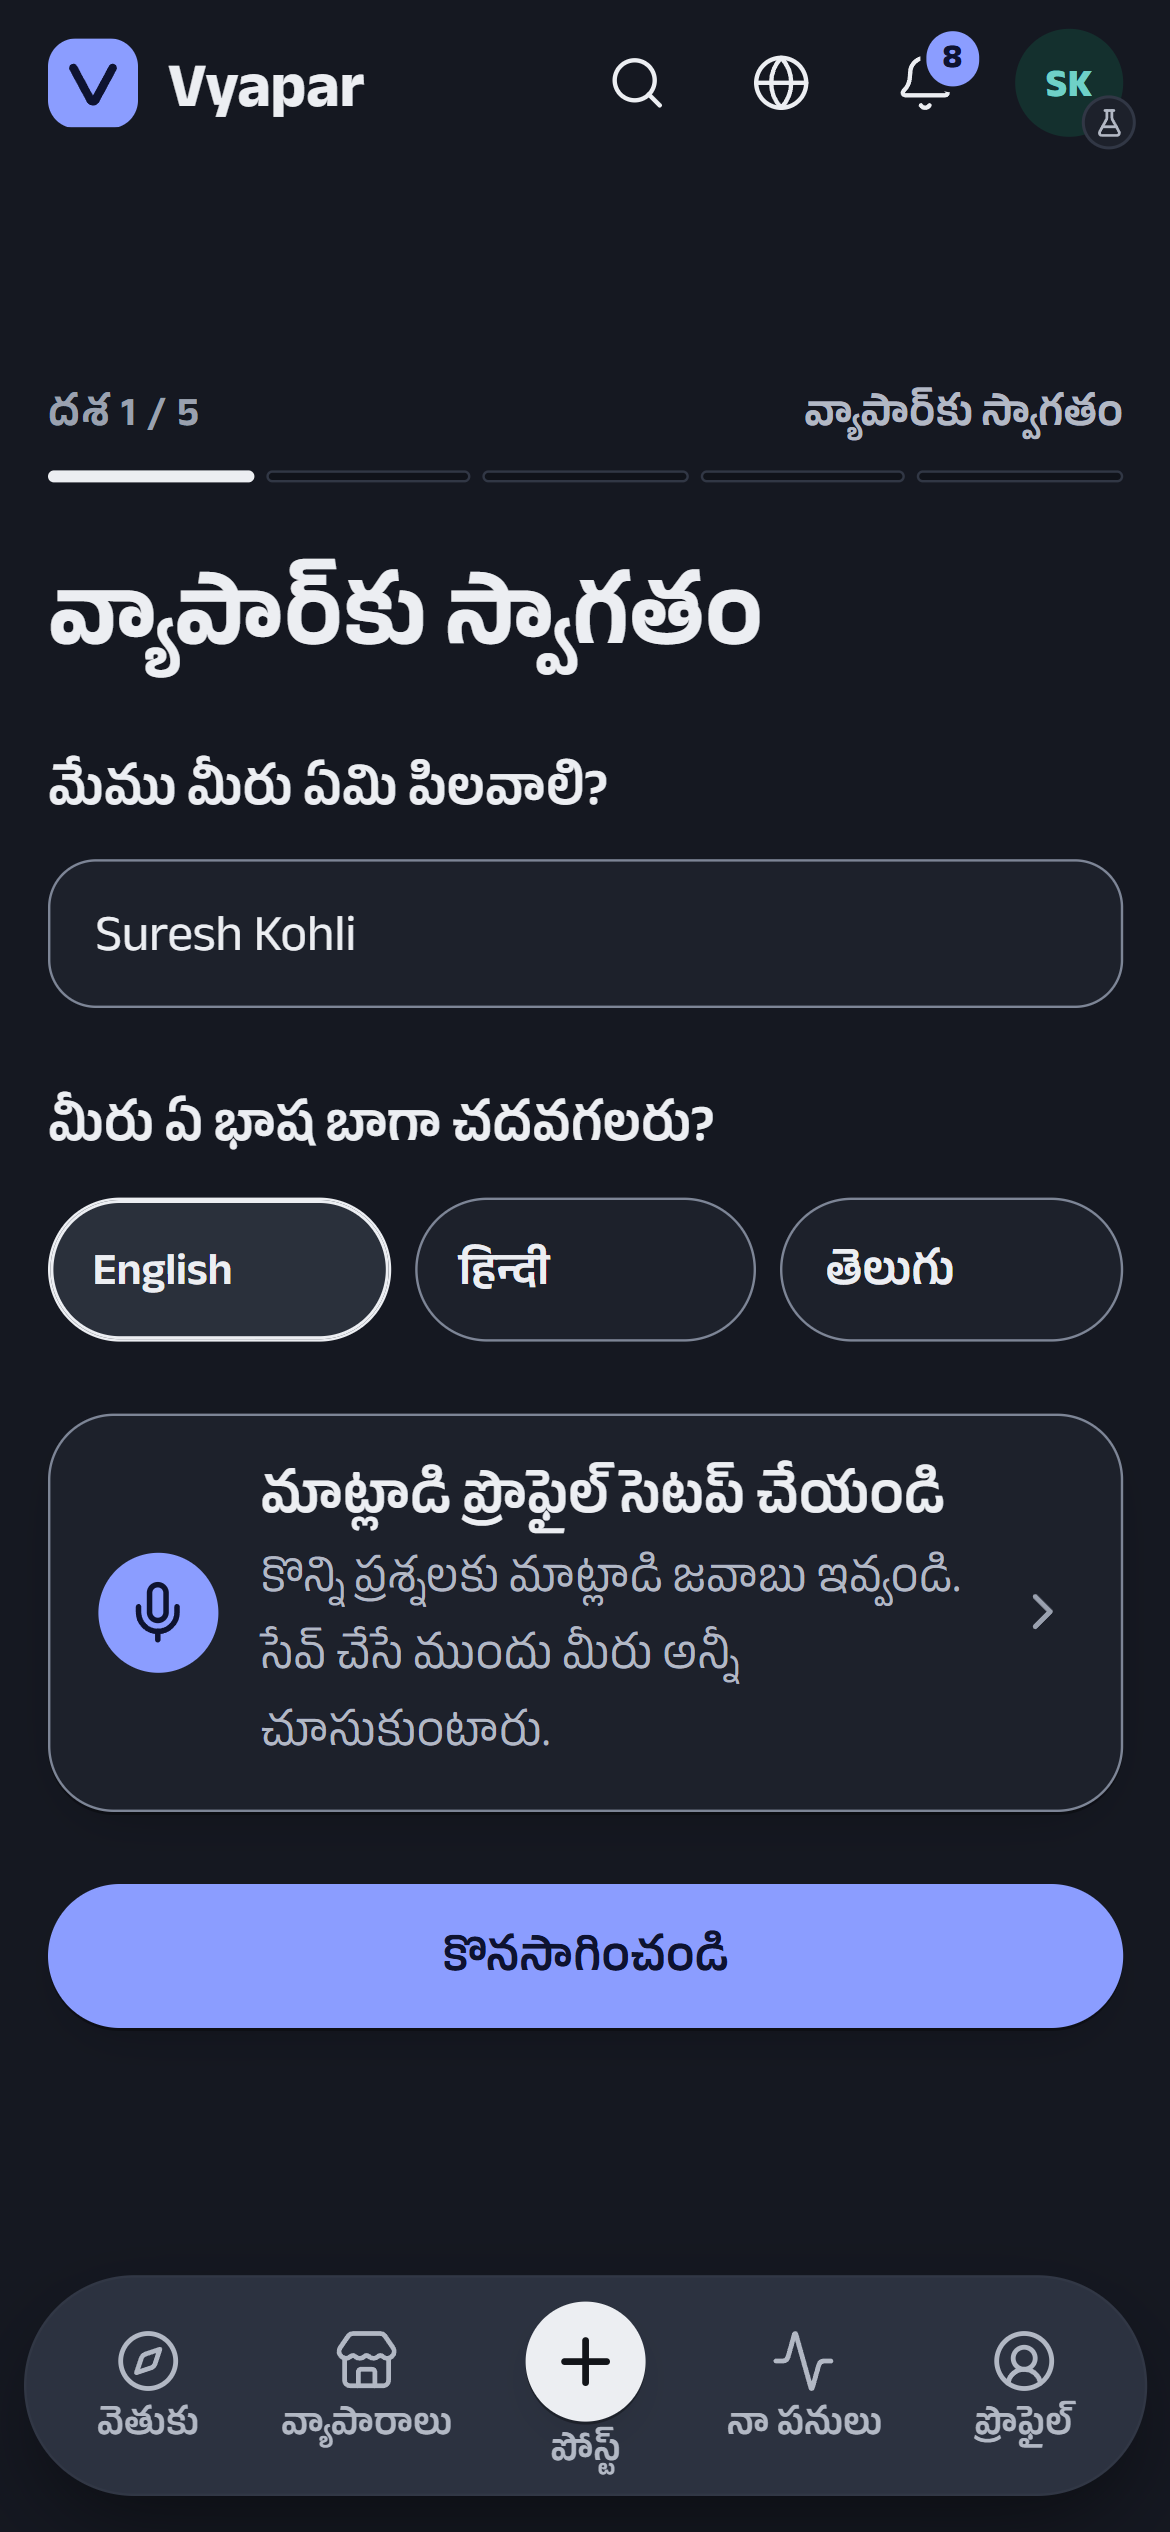 Vyapar
8
SK
దశ 1 / 5
వ్యాపార్‌కు స్వాగతం
వ్యాపార్‌కు స్వాగతం
మేము మీరు ఏమి పిలవాలి?
Suresh Kohli
మీరు ఏ భాష బాగా చదవగలరు?
English
हिन्दी
తెలుగు
మాట్లాడి ప్రొఫైల్ సెటప్ చేయండి
కొన్ని ప్రశ్నలకు మాట్లాడి జవాబు ఇవ్వండి.
సేవ్ చేసే ముందు మీరు అన్నీ
చూసుకుంటారు.
కొనసాగించండి
వెతుకు
వ్యాపారాలు
పోస్ట్
నా పనులు
ప్రొఫైల్